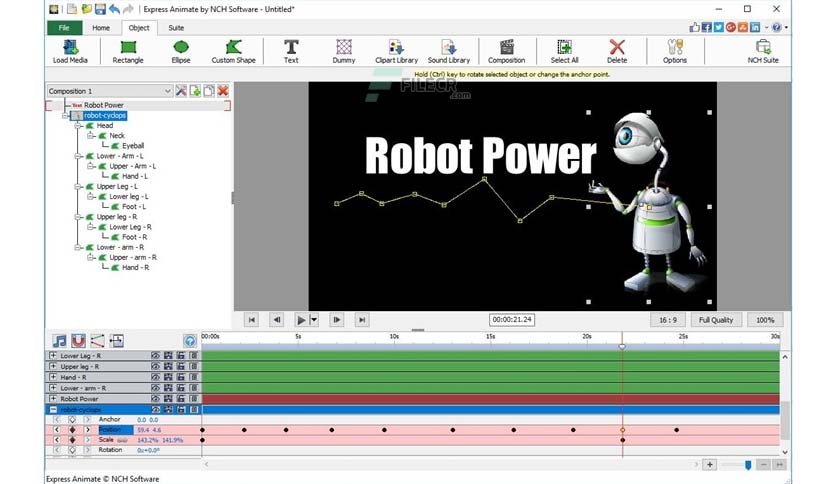 Express Animate by NCH Software - Untitled*
File Home Object Suite
Load Media Rectangle Ellipse Custom Shape Text Dummy Clipart Library Sound Library Composition Select All Delete Options NCH Suite
Hold (Ctrl) key to rotate selected object or change the anchor point.
FILECR
.com
Composition 1
Text Robot Power
robot-cyclops
Head
Neck
Eyeball
Lower - Arm - L
Upper - Arm - L
Hand - L
Upper Leg - L
Lower leg - L
Foot - L
Upper leg - R
Lower Leg - R
Foot - R
Lower - arm - R
Upper - arm - R
Hand - R
Robot Power
00:00:21.24
16 : 9 Full Quality 100%
00:00s 5s 10s 15s 20s 25s 30s
Lower Leg - R
Upper leg - R
Hand - R
Lower - arm - R
Robot Power
robot-cyclops
Anchor 0.0 0.0
Position 59.4 4.6
Scale 143.2% 141.9%
Rotation 0x+0.0°
Express Animate © NCH Software